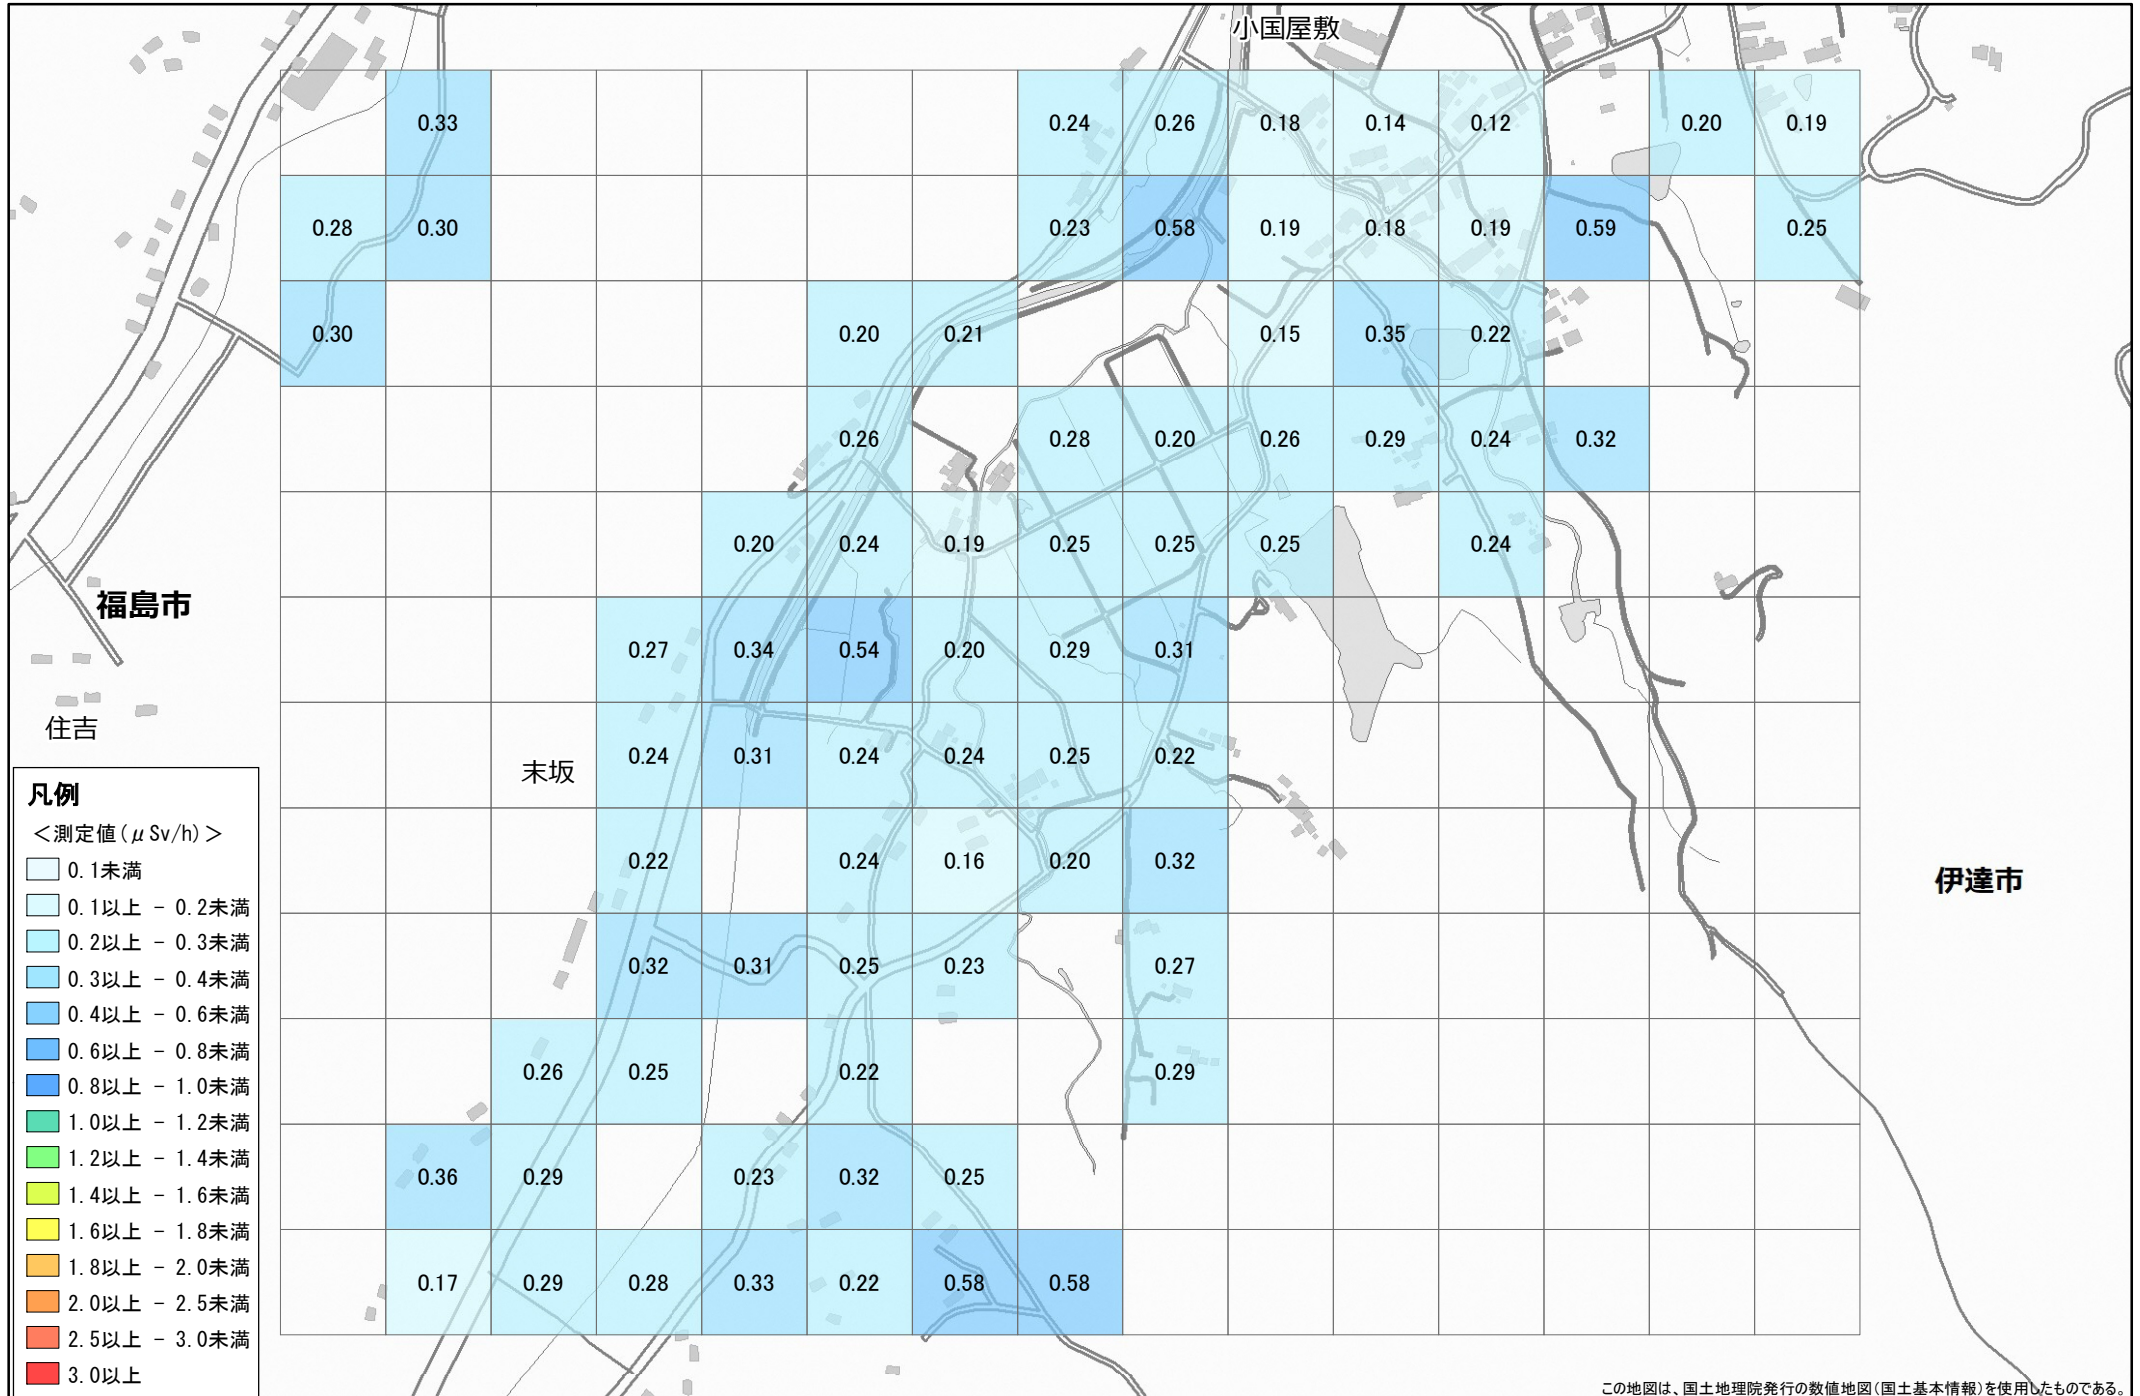 小国屋敷
0.33 0.24 0.26 0.18 0.14 0.12 0.20 0.19
0.28 0.30 0.23 0.58 0.19 0.18 0.19 0.59 0.25
0.30 0.20 0.21 0.15 0.35 0.22
0.26 0.28 0.20 0.26 0.29 0.24 0.32
0.20 0.24 0.19 0.25 0.25 0.25 0.24
福島市
0.27 0.34 0.54 0.20 0.29 0.31
住吉
末坂
0.24 0.31 0.24 0.24 0.25 0.22
0.22 0.24 0.16 0.20 0.32
伊達市
0.32 0.31 0.25 0.23 0.27
0.26 0.25 0.22 0.29
0.36 0.29 0.23 0.32 0.25
0.17 0.29 0.28 0.33 0.22 0.58 0.58
凡例
＜測定値(μSv/h)＞
0.1未満
0.1以上 - 0.2未満
0.2以上 - 0.3未満
0.3以上 - 0.4未満
0.4以上 - 0.6未満
0.6以上 - 0.8未満
0.8以上 - 1.0未満
1.0以上 - 1.2未満
1.2以上 - 1.4未満
1.4以上 - 1.6未満
1.6以上 - 1.8未満
1.8以上 - 2.0未満
2.0以上 - 2.5未満
2.5以上 - 3.0未満
3.0以上
この地図は、国土地理院発行の数値地図(国土基本情報)を使用したものである。